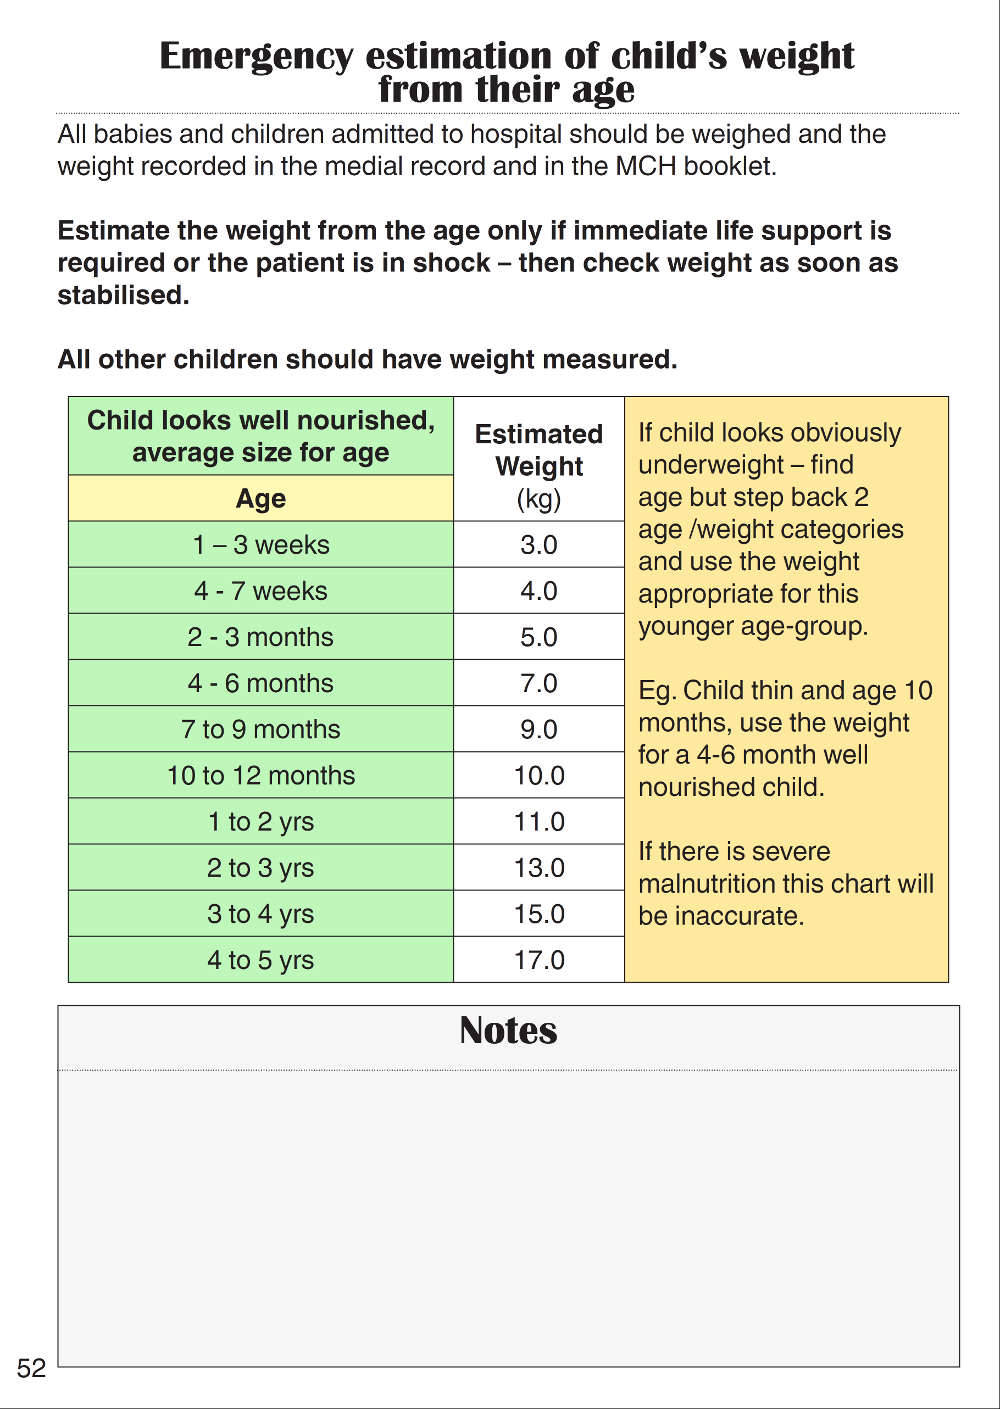 Emergency estimation of child’s weight
from their age
All babies and children admitted to hospital should be weighed and the
weight recorded in the medial record and in the MCH booklet.
Estimate the weight from the age only if immediate life support is
required or the patient is in shock – then check weight as soon as
stabilised.
All other children should have weight measured.
Child looks well nourished,
average size for age
Estimated
Weight
(kg)
Age
1 – 3 weeks 3.0
4 - 7 weeks 4.0
2 - 3 months 5.0
4 - 6 months 7.0
7 to 9 months 9.0
10 to 12 months 10.0
1 to 2 yrs 11.0
2 to 3 yrs 13.0
3 to 4 yrs 15.0
4 to 5 yrs 17.0
If child looks obviously
underweight – find
age but step back 2
age /weight categories
and use the weight
appropriate for this
younger age-group.
Eg. Child thin and age 10
months, use the weight
for a 4-6 month well
nourished child.
If there is severe
malnutrition this chart will
be inaccurate.
Notes
52